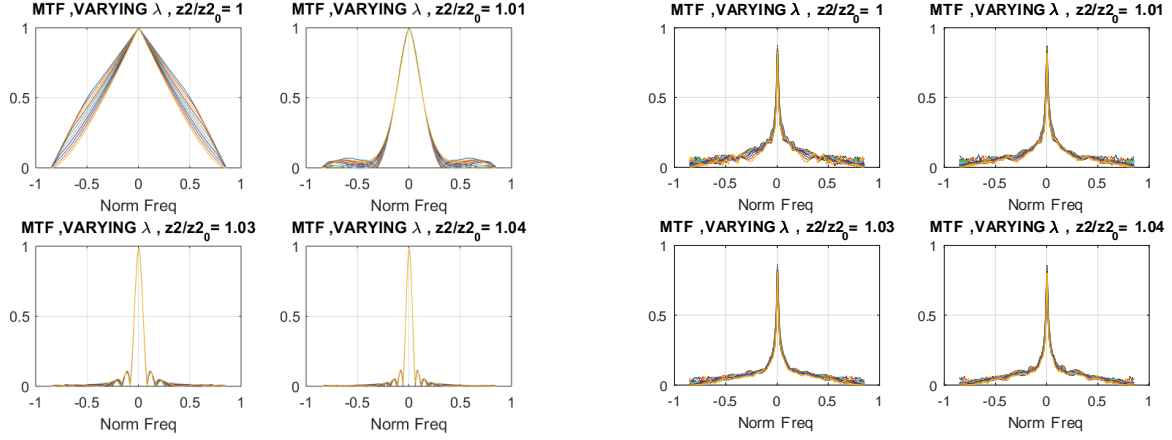 MTF ,VARYING λ , z2/z2₀= 1
1
0.5
0
-1 -0.5 0 0.5 1
Norm Freq
MTF ,VARYING λ , z2/z2₀= 1.01
1
0.5
0
-1 -0.5 0 0.5 1
Norm Freq
MTF ,VARYING λ , z2/z2₀= 1
1
0.5
0
-1 -0.5 0 0.5 1
Norm Freq
MTF ,VARYING λ , z2/z2₀= 1.01
1
0.5
0
-1 -0.5 0 0.5 1
Norm Freq
MTF ,VARYING λ , z2/z2₀= 1.03
1
0.5
0
-1 -0.5 0 0.5 1
Norm Freq
MTF ,VARYING λ , z2/z2₀= 1.04
1
0.5
0
-1 -0.5 0 0.5 1
Norm Freq
MTF ,VARYING λ , z2/z2₀= 1.03
1
0.5
0
-1 -0.5 0 0.5 1
Norm Freq
MTF ,VARYING λ , z2/z2₀= 1.04
1
0.5
0
-1 -0.5 0 0.5 1
Norm Freq